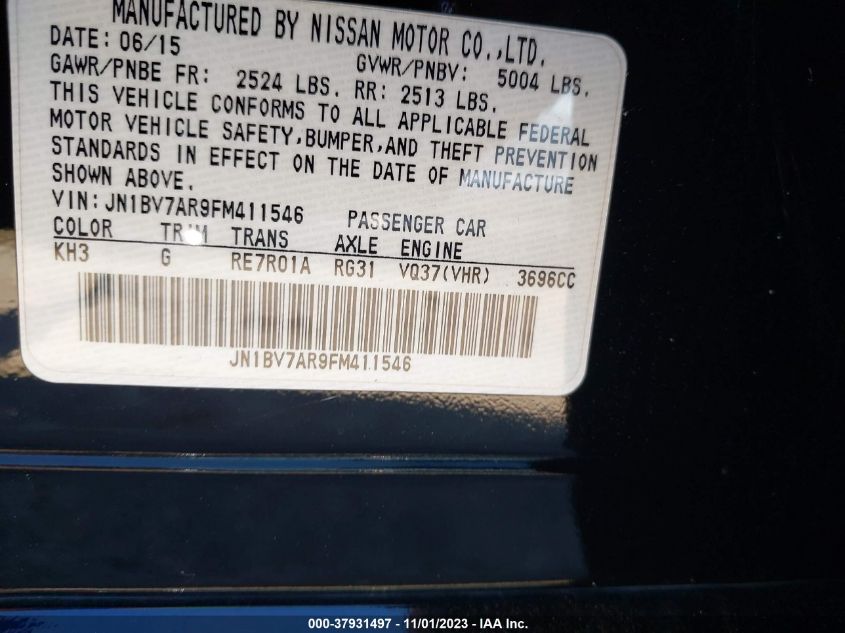 MANUFACTURED BY NISSAN MOTOR CO.,LTD.
DATE: 06/15 GVWR/PNBV: 5004 LBS.
GAWR/PNBE FR: 2524 LBS. RR: 2513 LBS.
THIS VEHICLE CONFORMS TO ALL APPLICABLE FEDERAL
MOTOR VEHICLE SAFETY,BUMPER,AND THEFT PREVENTION
STANDARDS IN EFFECT ON THE DATE OF MANUFACTURE
SHOWN ABOVE.
VIN:JN1BV7AR9FM411546 PASSENGER CAR
COLOR TRIM TRANS AXLE ENGINE
KH3 G RE7R01A RG31 VQ37(VHR) 3696CC
JN1BV7AR9FM411546
000-37931497 - 11/01/2023 - IAA Inc.